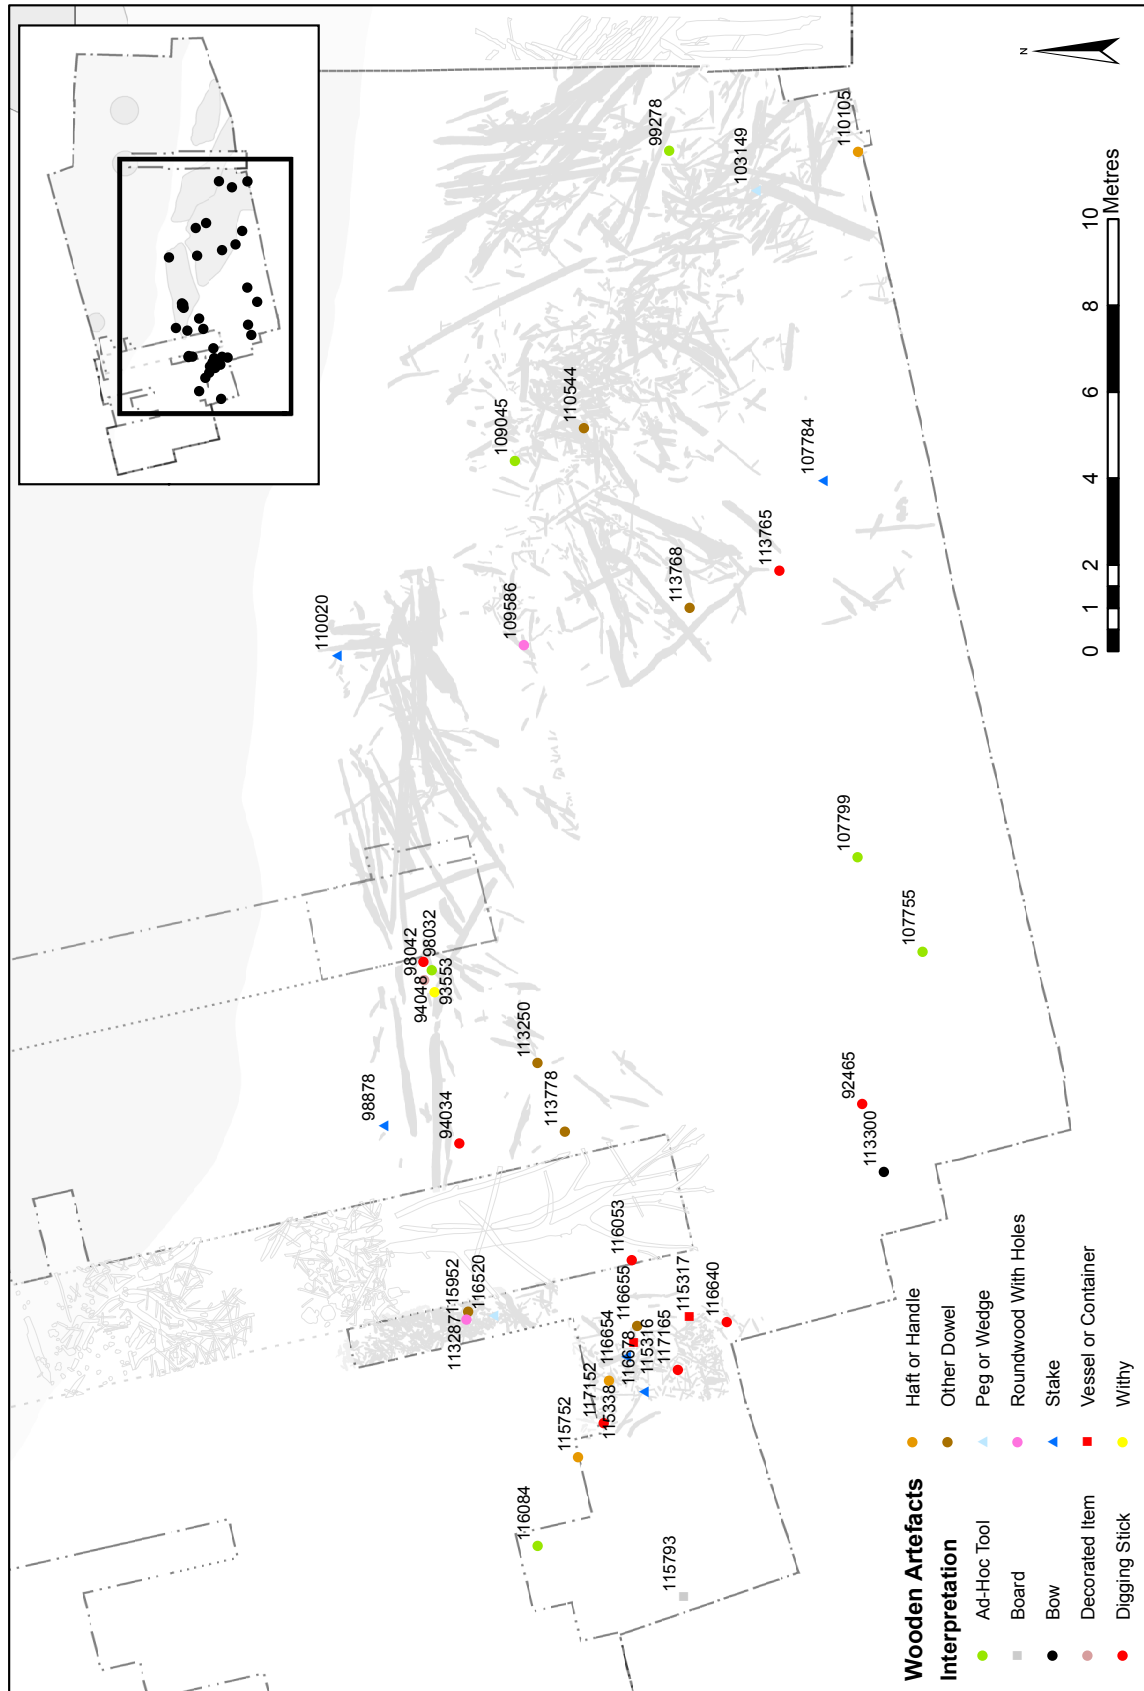 N
99278
103149
110105
109045
110544
107784
113765
113768
109586
110020
107799
107755
98042
98032
94048
93553
113250
113778
98878
94034
92465
113300
116053
115952
116520
113287
116655
115317
116640
116654
116678
115316
117165
117152
115338
115752
116084
115793
0 1 2 4 6 8 10
Metres
Wooden Artefacts
Interpretation
Ad-Hoc Tool
Board
Bow
Decorated Item
Digging Stick
Haft or Handle
Other Dowel
Peg or Wedge
Roundwood With Holes
Stake
Vessel or Container
Withy